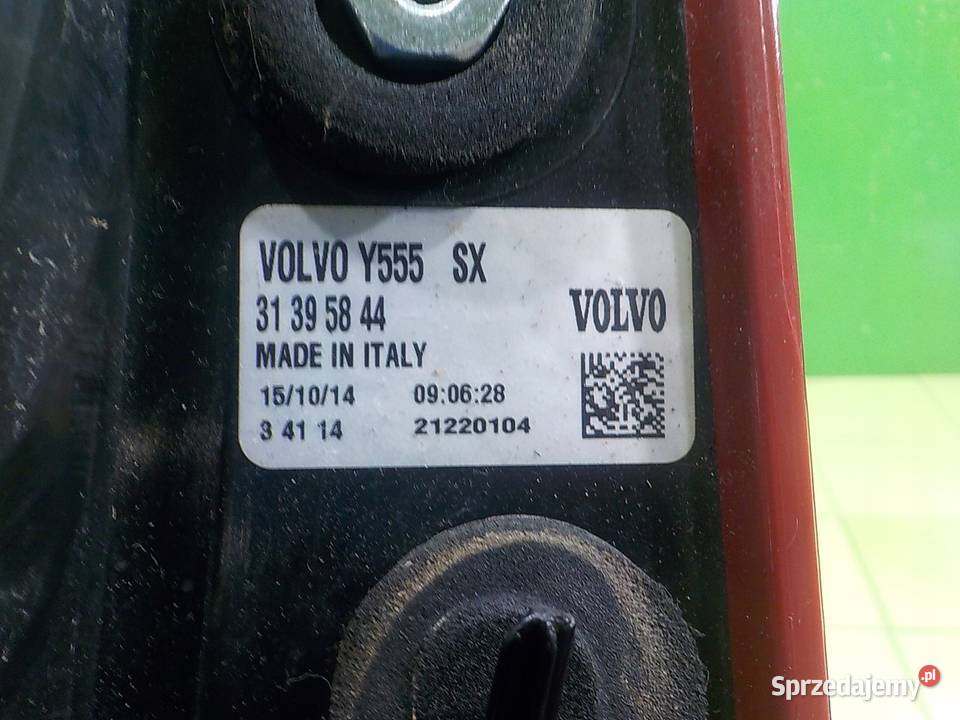 VOLVO Y555 SX
31 39 58 44
VOLVO
MADE IN ITALY
15/10/14 09:06:28
3 41 14 21220104
Sprzedajemy.pl